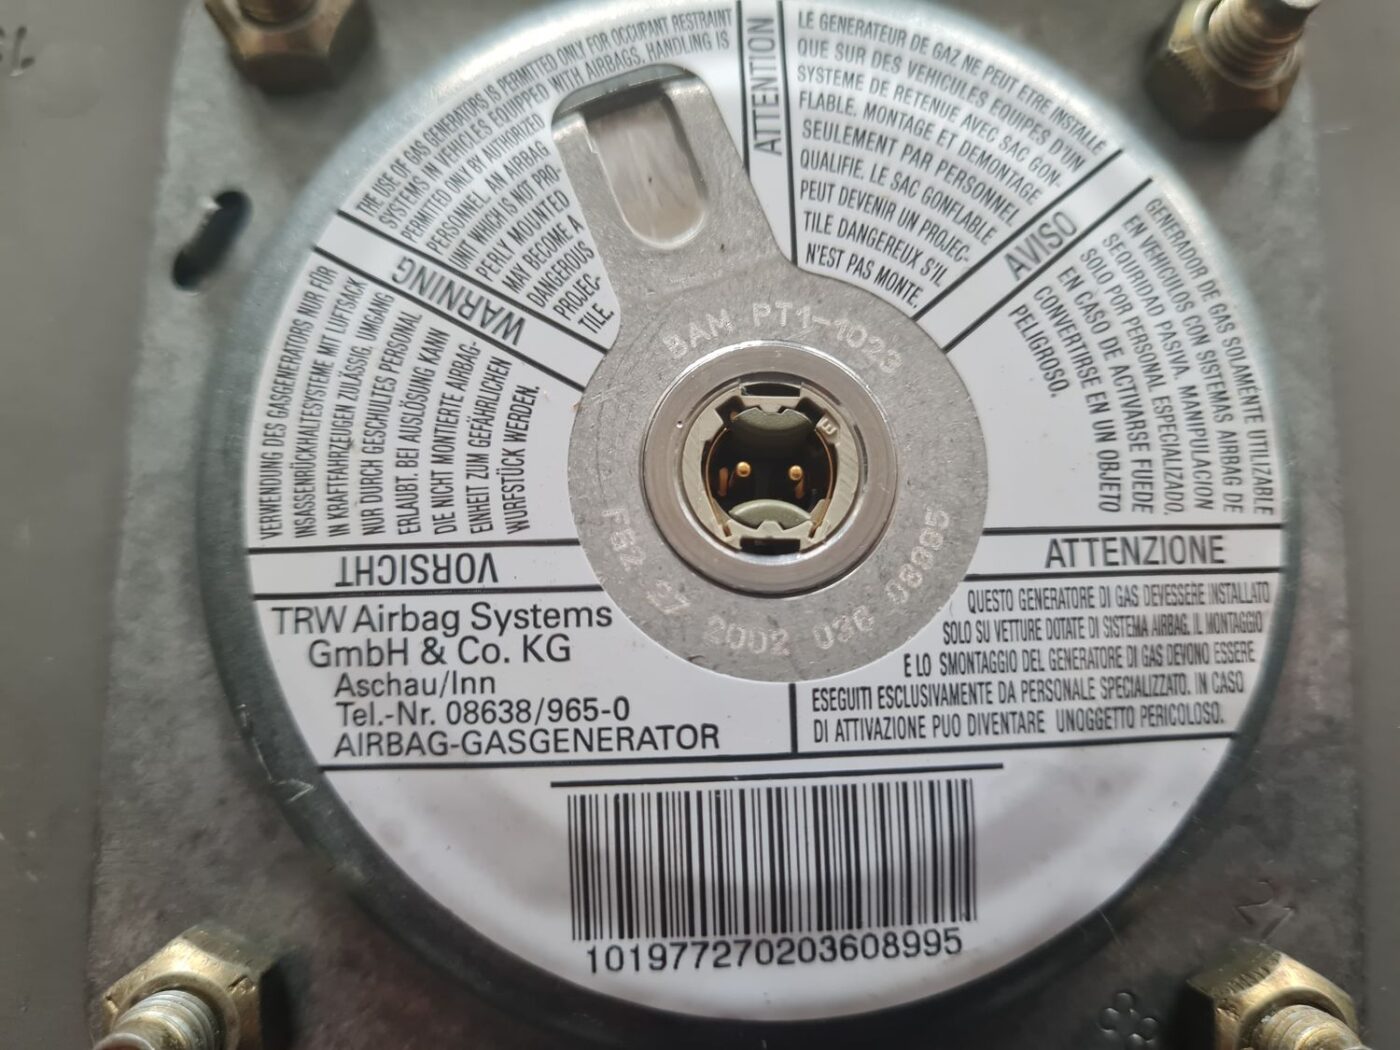 THE USE OF GAS GENERATORS IS PERMITTED ONLY FOR OCCUPANT RESTRAINT
SYSTEMS IN VEHICLES EQUIPPED WITH AIRBAGS. HANDLING IS
PERMITTED ONLY BY AUTHORIZED
PERSONNEL. AN AIRBAG
UNIT WHICH IS NOT PRO-
PERLY MOUNTED
MAY BECOME A
DANGEROUS
PROJEC-
TILE.
WARNING
ATTENTION
LE GENERATEUR DE GAZ NE PEUT ETRE INSTALLE
QUE SUR DES VEHICULES EQUIPES D'UN
SYSTEME DE RETENUE AVEC SAC GON-
FLABLE. MONTAGE ET DEMONTAGE
SEULEMENT PAR PERSONNEL
QUALIFIE. LE SAC GONFLABLE
PEUT DEVENIR UN PROJEC-
TILE DANGEREUX S'IL
N'EST PAS MONTE.
AVISO
GENERADOR DE GAS SOLAMENTE UTILIZABLE
EN VEHICULOS CON SISTEMAS AIRBAG DE
SEQURIDAD PASIVA. MANIPULACION
SOLO POR PERSONAL ESPECIALIZADO.
EN CASO DE ACTIVARSE FUEDE
CONVERTIRSE EN UN OBJETO
PELIGROSO.
VERWENDUNG DES GASGENERATORS NUR FÜR
INSASSENRÜCKHALTESYSTEME MIT LUFTSACK
IN KRAFTFAHRZEUGEN ZULÄSSIG. UMGANG
NUR DURCH GESCHULTES PERSONAL
ERLAUBT. BEI AUSLÖSUNG KANN
DIE NICHT MONTIERTE AIRBAG-
EINHEIT ZUM GEFÄHRLICHEN
WURFSTÜCK WERDEN.
VORSICHT
BAM PT1-1023
F52 27 2002 036 08995
E
ATTENZIONE
QUESTO GENERATORE DI GAS DEVESSERE INSTALLATO
SOLO SU VETTURE DOTATE DI SISTEMA AIRBAG. IL MONTAGGIO
E LO SMONTAGGIO DEL GENERATORE DI GAS DEVONO ESSERE
ESEGUITI ESCLUSIVAMENTE DA PERSONALE SPECIALIZZATO. IN CASO
DI ATTIVAZIONE PUO DIVENTARE UNOGGETTO PERICOLOSO.
TRW Airbag Systems
GmbH & Co. KG
Aschau/Inn
Tel.-Nr. 08638/965-0
AIRBAG-GASGENERATOR
101977270203608995
21